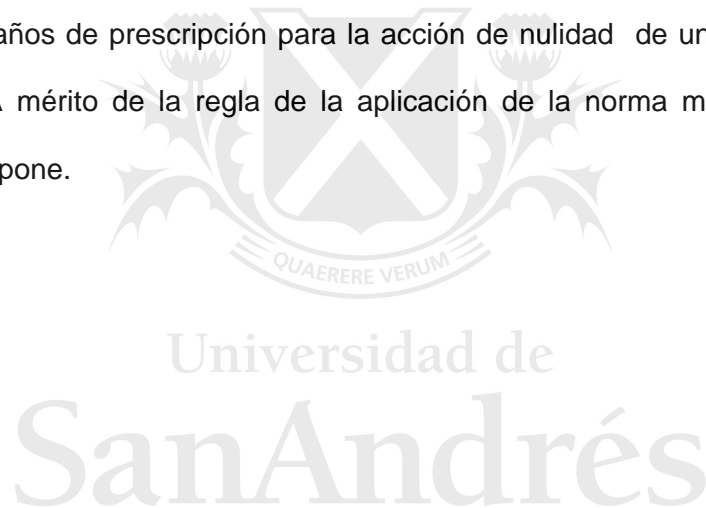 años de prescripción para la acción de nulidad de un
mérito de la regla de la aplicación de la norma m
pone.
QUAERERE VERUM
Universidad de
SanAndrés